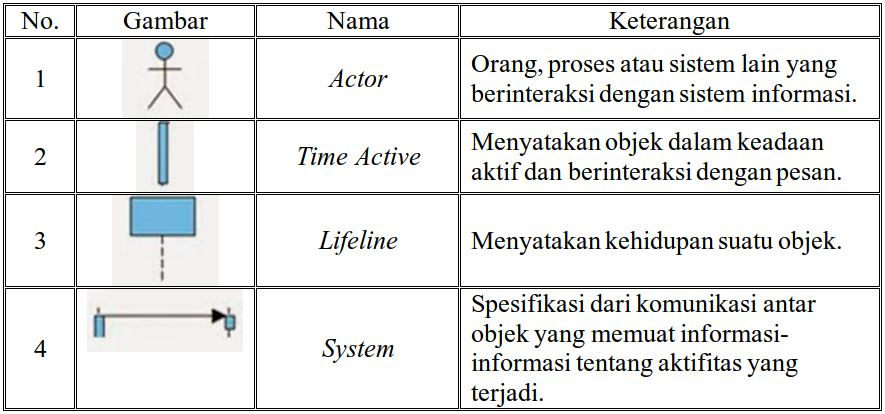 No. Gambar Nama Keterangan
1 Actor Orang, proses atau sistem lain yang
berinteraksi dengan sistem informasi.
2 Time Active Menyatakan objek dalam keadaan
aktif dan berinteraksi dengan pesan.
3 Lifeline Menyatakan kehidupan suatu objek.
4 System Spesifikasi dari komunikasi antar
objek yang memuat informasi-
informasi tentang aktifitas yang
terjadi.